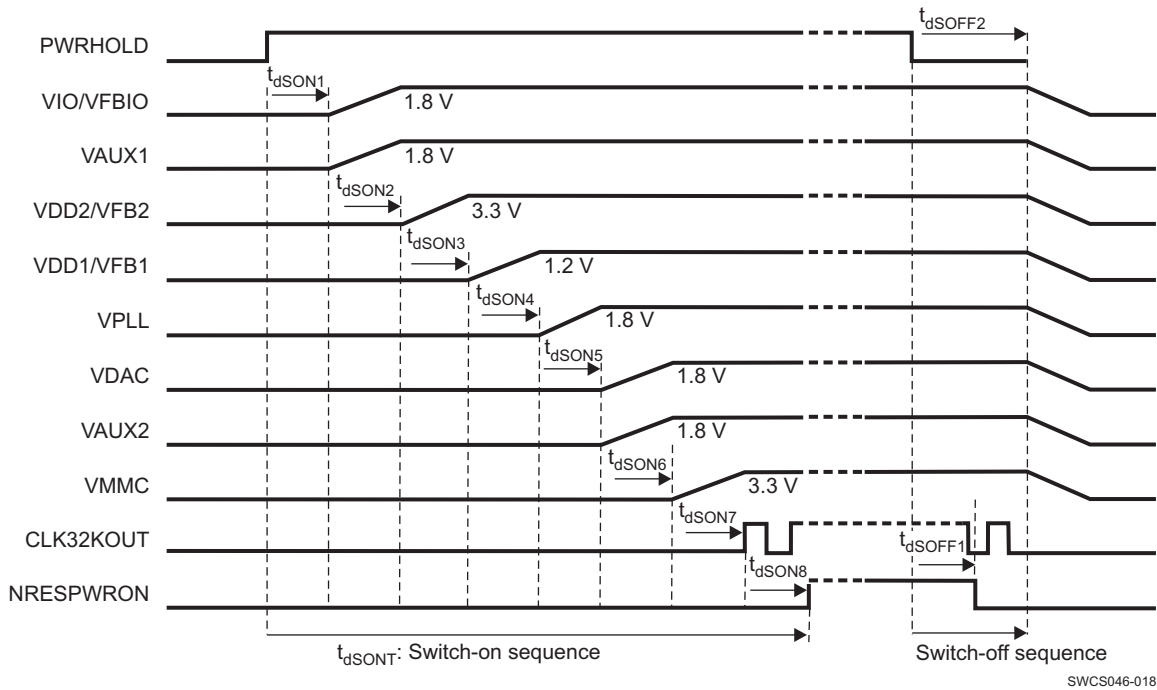 PWRHOLD
tdSOFF2
tdSON1
VIO/VFBIO
1.8 V
VAUX1
1.8 V
tdSON2
VDD2/VFB2
3.3 V
tdSON3
VDD1/VFB1
1.2 V
tdSON4
VPLL
1.8 V
tdSON5
VDAC
1.8 V
VAUX2
1.8 V
tdSON6
VMMC
3.3 V
tdSON7
CLK32KOUT
tdSOFF1
tdSON8
NRESPWRON
tdSONT: Switch-on sequence
Switch-off sequence
SWCS046-018